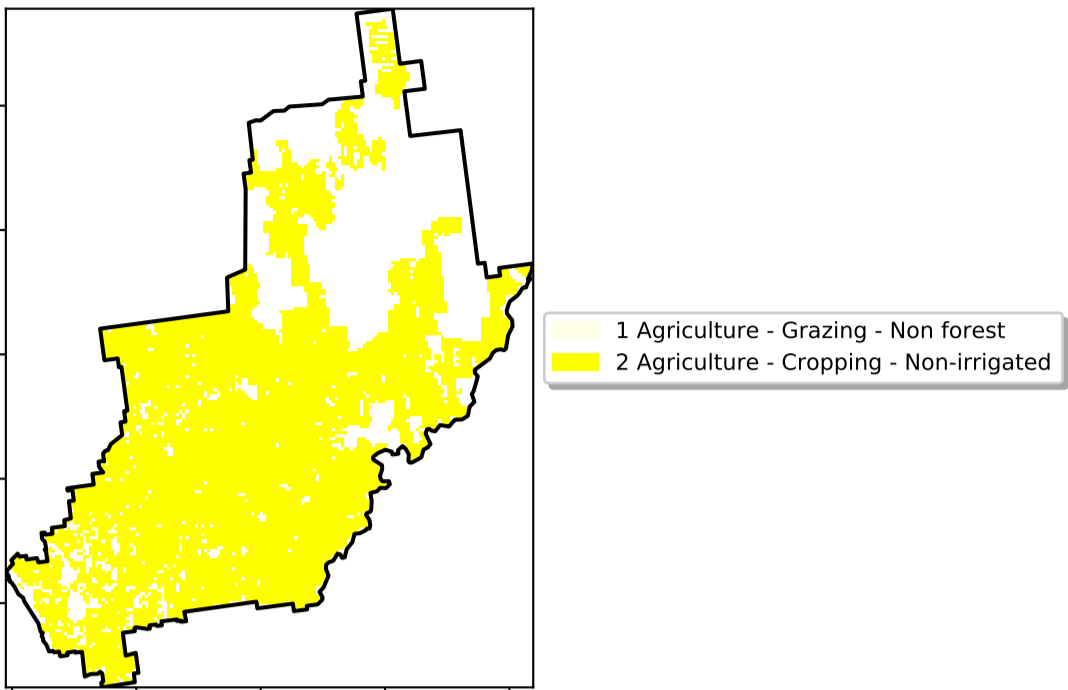 1 Agriculture - Grazing - Non forest
2 Agriculture - Cropping - Non-irrigated